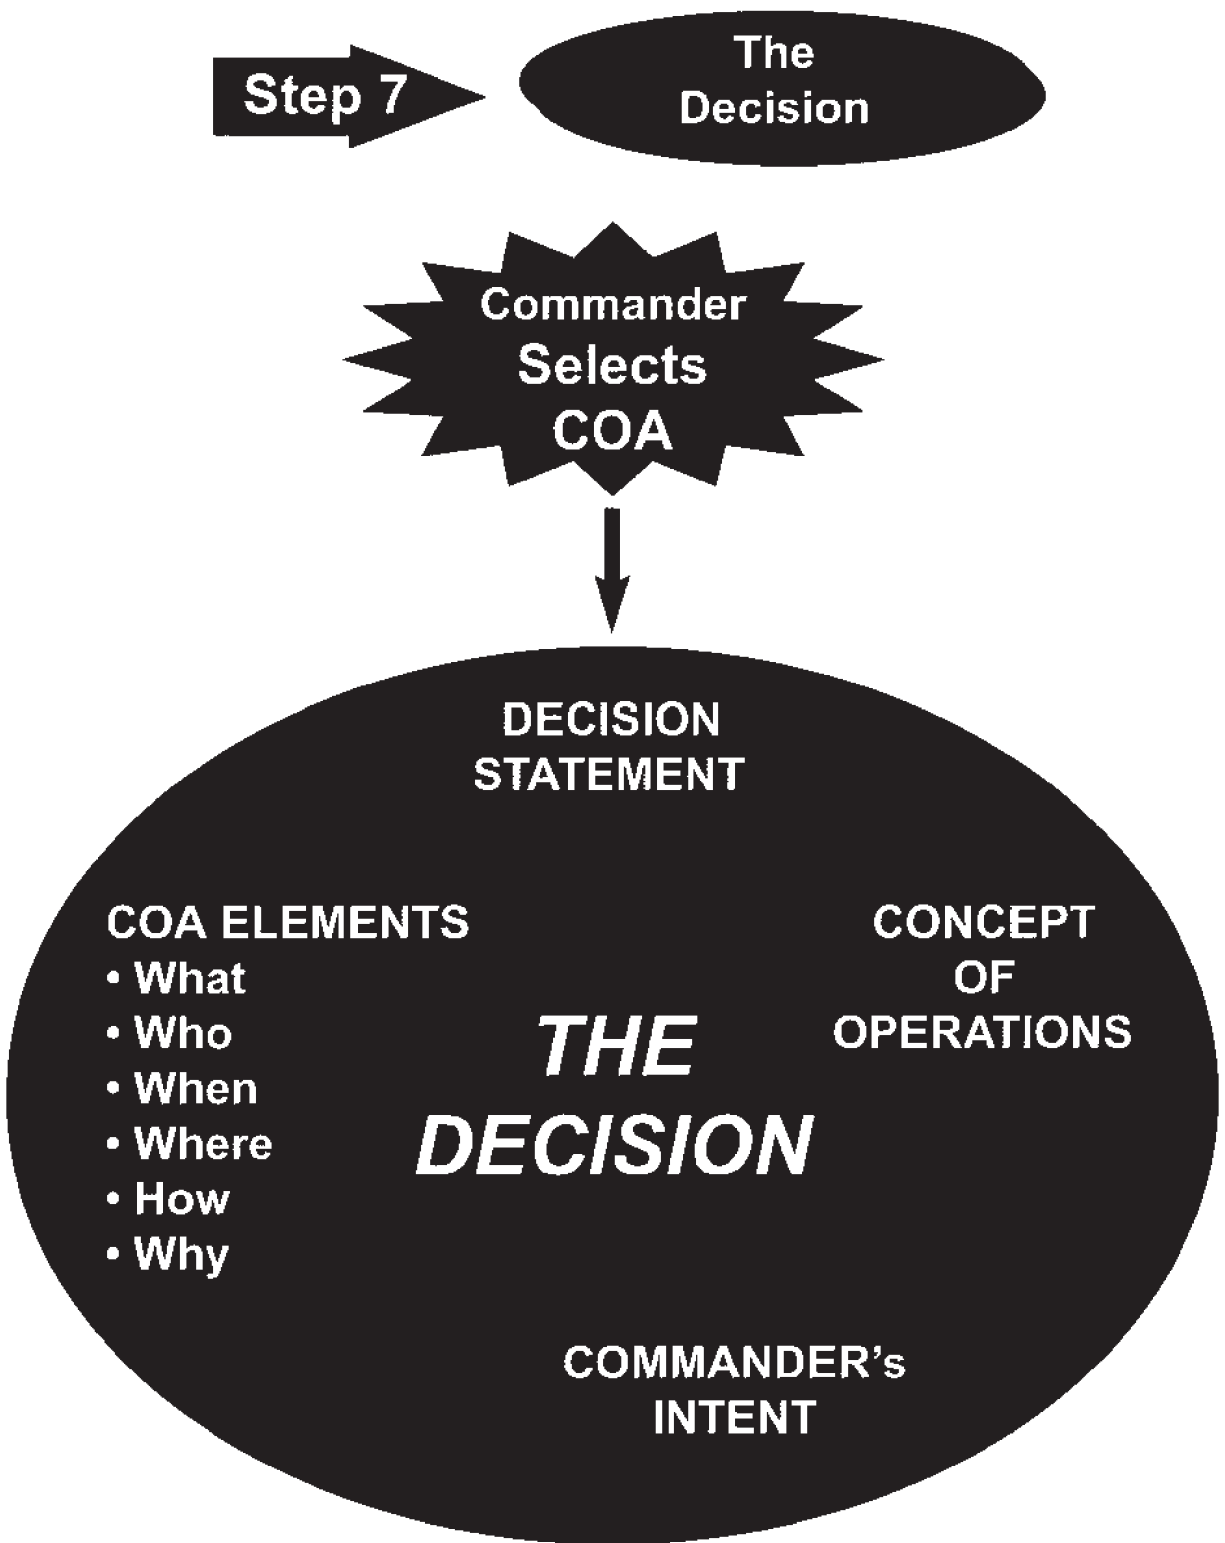 Step 7
The
Decision
Commander
Selects
COA
DECISION
STATEMENT
COA ELEMENTS
• What
• Who
• When
• Where
• How
• Why
THE
DECISION
CONCEPT
OF
OPERATIONS
COMMANDER’s
INTENT